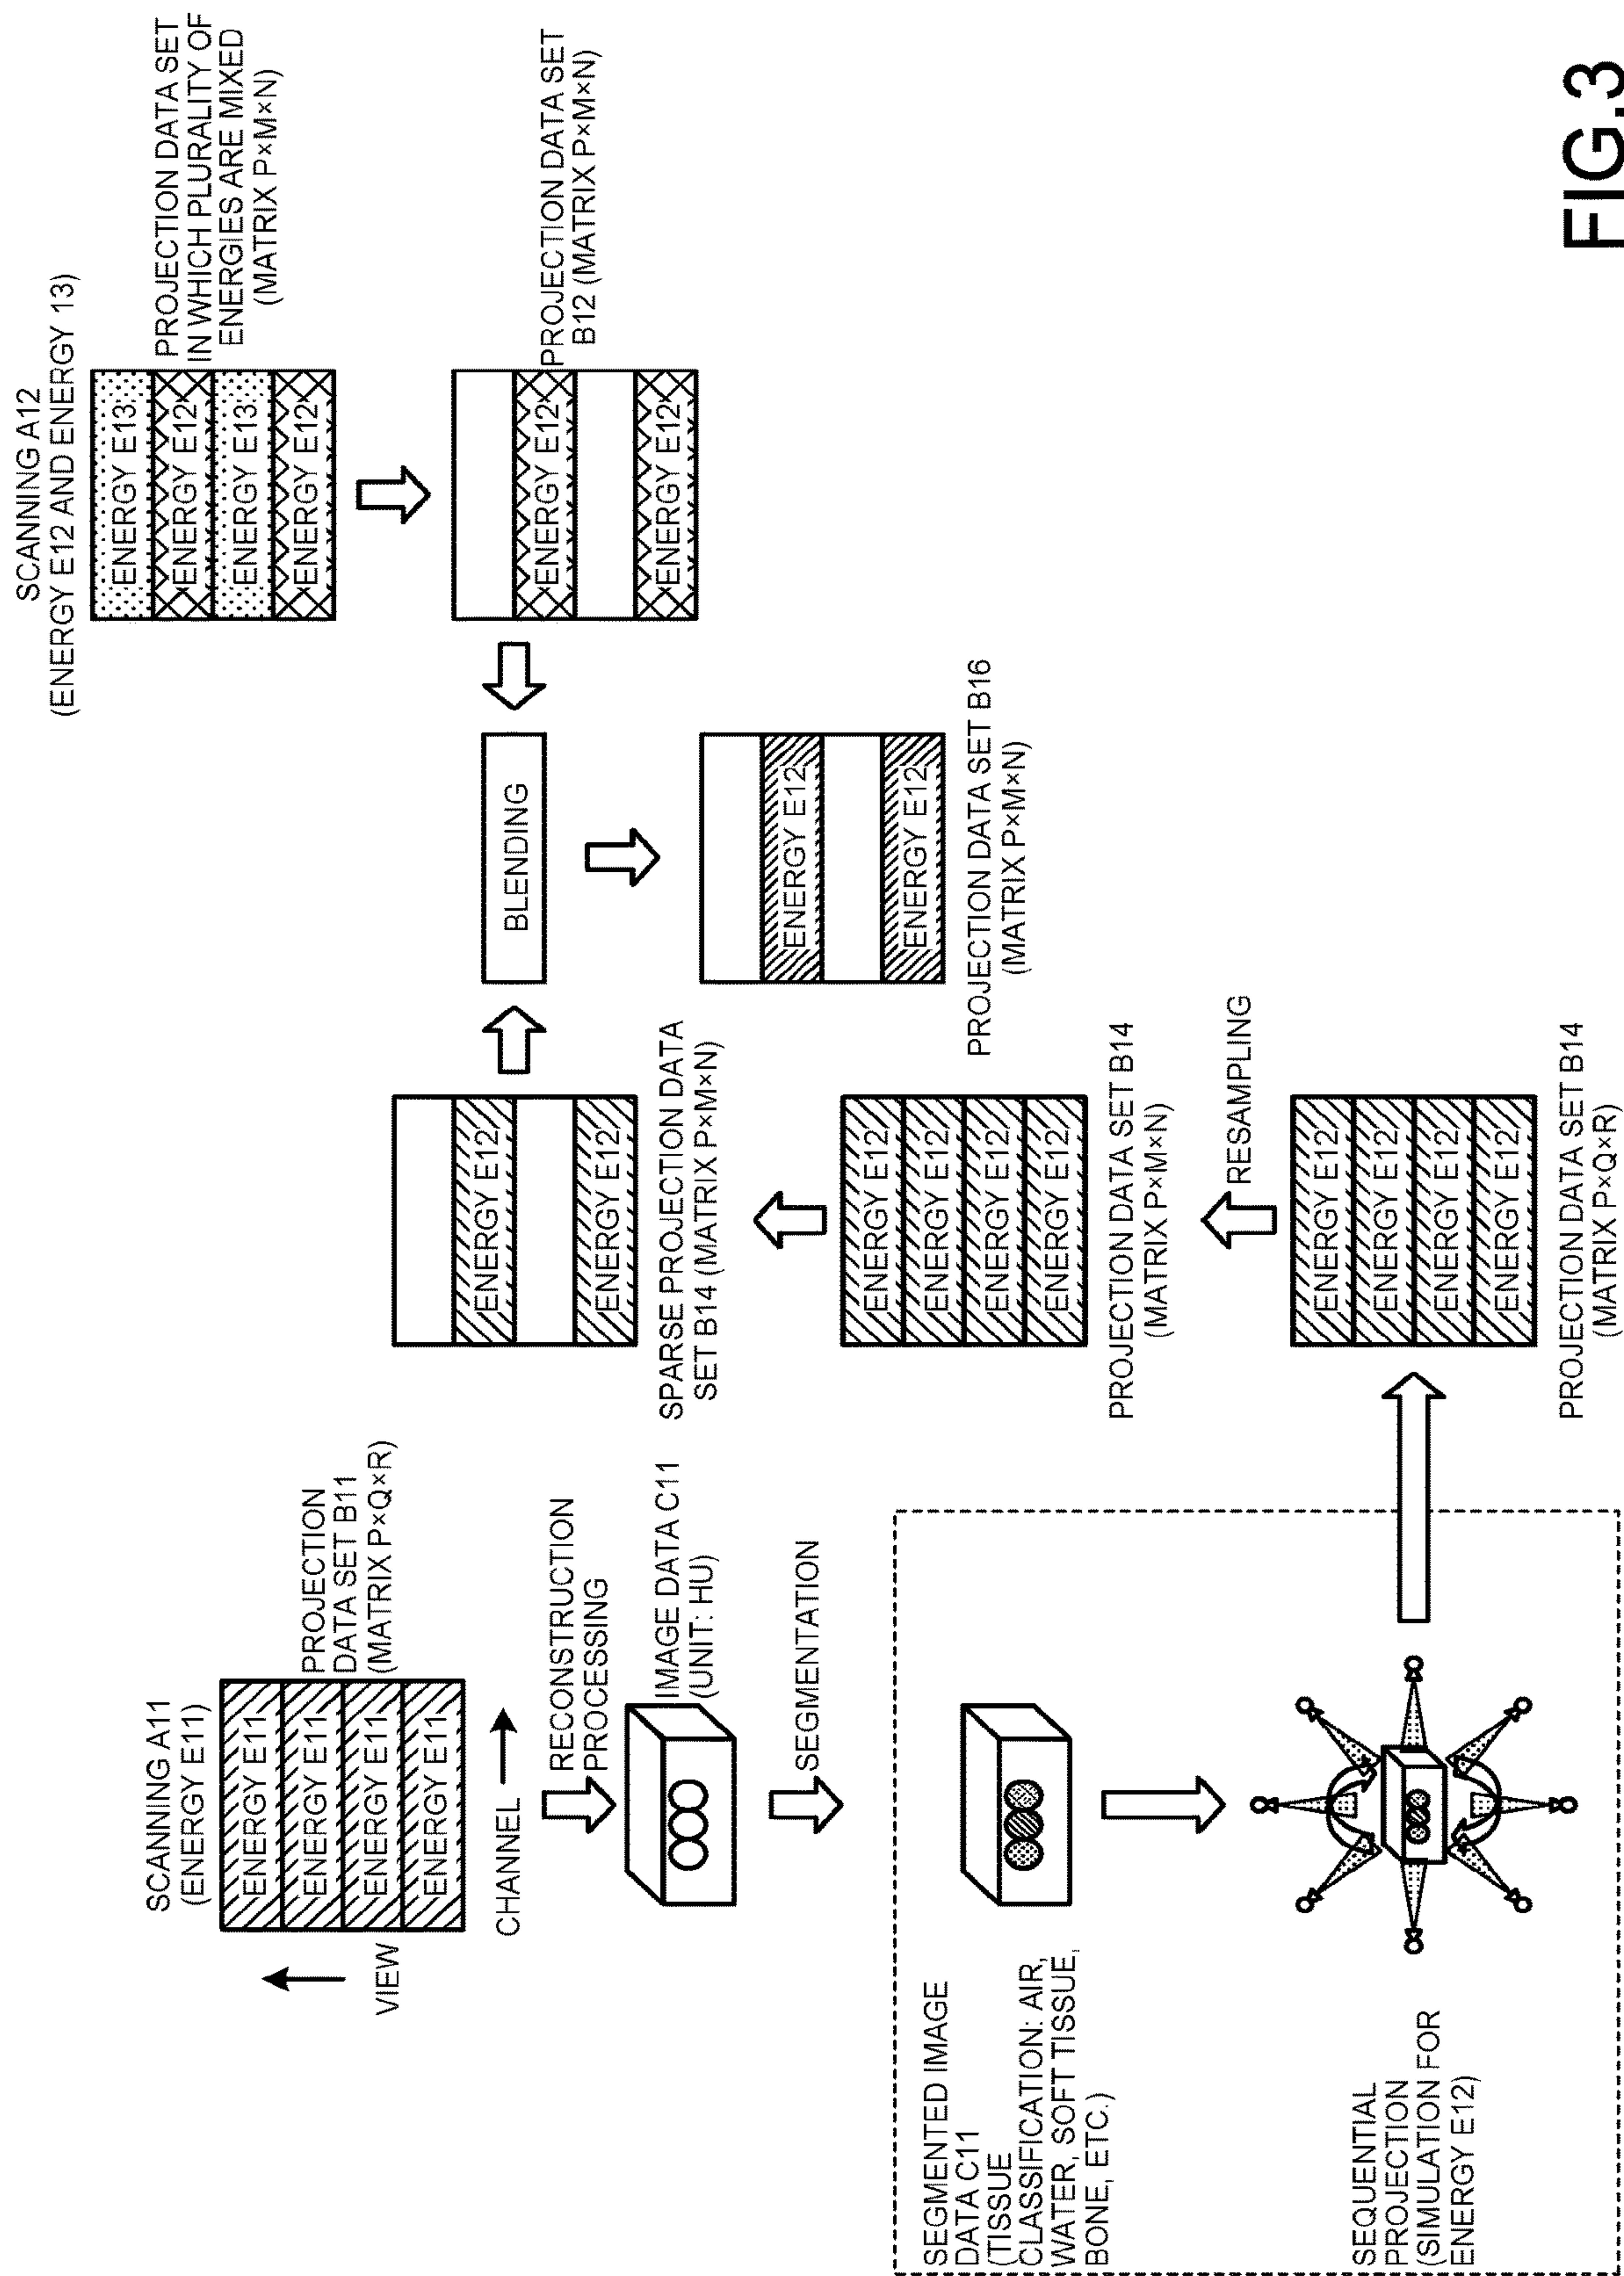 SCANNING A11
(ENERGY E11)
ENERGY E11
ENERGY E11
ENERGY E11
ENERGY E11
VIEW
CHANNEL
PROJECTION
DATA SET B11
(MATRIX P×Q×R)
RECONSTRUCTION
PROCESSING
IMAGE DATA C11
(UNIT: HU)
SEGMENTATION
SEGMENTED IMAGE
DATA C11
(TISSUE
CLASSIFICATION: AIR,
WATER, SOFT TISSUE,
BONE, ETC.)
SEQUENTIAL
PROJECTION
(SIMULATION FOR
ENERGY E12)
ENERGY E12
ENERGY E12
ENERGY E12
ENERGY E12
PROJECTION DATA SET B14
(MATRIX P×Q×R)
RESAMPLING
ENERGY E12
ENERGY E12
ENERGY E12
ENERGY E12
PROJECTION DATA SET B14
(MATRIX P×M×N)
ENERGY E12
ENERGY E12
SPARSE PROJECTION DATA
SET B14 (MATRIX P×M×N)
BLENDING
ENERGY E12
ENERGY E12
PROJECTION DATA SET B16
(MATRIX P×M×N)
SCANNING A12
(ENERGY E12 AND ENERGY 13)
ENERGY E13
ENERGY E12
ENERGY E13
ENERGY E12
PROJECTION DATA SET
IN WHICH PLURALITY OF
ENERGIES ARE MIXED
(MATRIX P×M×N)
ENERGY E12
ENERGY E12
PROJECTION DATA SET
B12 (MATRIX P×M×N)
FIG.3